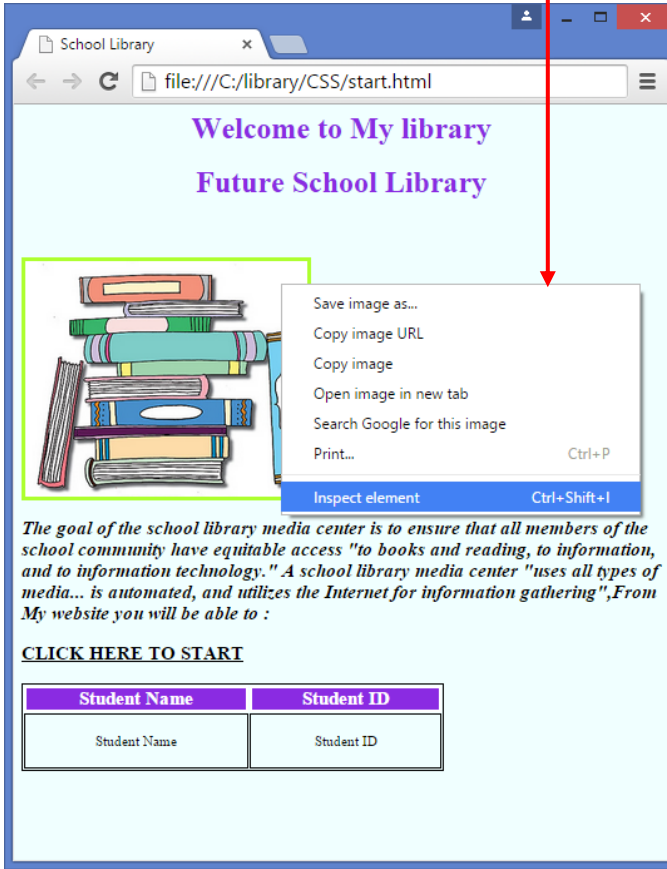 School Library
file:///C:/library/CSS/start.html
Welcome to My library
Future School Library
Save image as...
Copy image URL
Copy image
Open image in new tab
Search Google for this image
Print... Ctrl+P
Inspect element Ctrl+Shift+I
The goal of the school library media center is to ensure that all members of the
school community have equitable access "to books and reading, to information,
and to information technology." A school library media center "uses all types of
media... is automated, and utilizes the Internet for information gathering",From
My website you will be able to :
CLICK HERE TO START
Student Name Student ID
Student Name Student ID